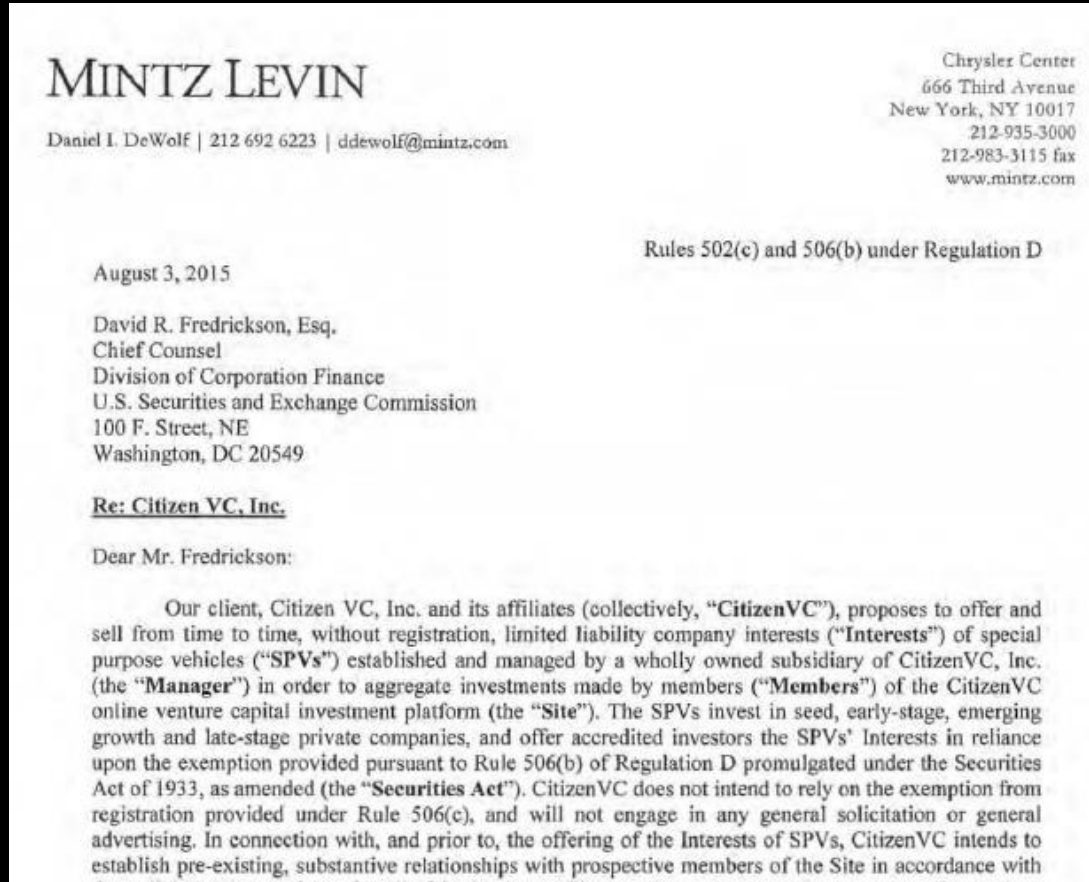 MINTZ LEVIN
Daniel I. DeWolf | 212 692 6223 | ddewolf@mintz.com
Chrysler Center
666 Third Avenue
New York, NY 10017
212-935-3000
212-983-3115 fax
www.mintz.com
Rules 502(c) and 506(b) under Regulation D
August 3, 2015
David R. Fredrickson, Esq.
Chief Counsel
Division of Corporation Finance
U.S. Securities and Exchange Commission
100 F. Street, NE
Washington, DC 20549
Re: Citizen VC, Inc.
Dear Mr. Fredrickson:
Our client, Citizen VC, Inc. and its affiliates (collectively, “CitizenVC”), proposes to offer and
sell from time to time, without registration, limited liability company interests (“Interests”) of special
purpose vehicles (“SPVs”) established and managed by a wholly owned subsidiary of CitizenVC, Inc.
(the “Manager”) in order to aggregate investments made by members (“Members”) of the CitizenVC
online venture capital investment platform (the “Site”). The SPVs invest in seed, early-stage, emerging
growth and late-stage private companies, and offer accredited investors the SPVs’ Interests in reliance
upon the exemption provided pursuant to Rule 506(b) of Regulation D promulgated under the Securities
Act of 1933, as amended (the “Securities Act”). CitizenVC does not intend to rely on the exemption from
registration provided under Rule 506(c), and will not engage in any general solicitation or general
advertising. In connection with, and prior to, the offering of the Interests of SPVs, CitizenVC intends to
establish pre-existing, substantive relationships with prospective members of the Site in accordance with